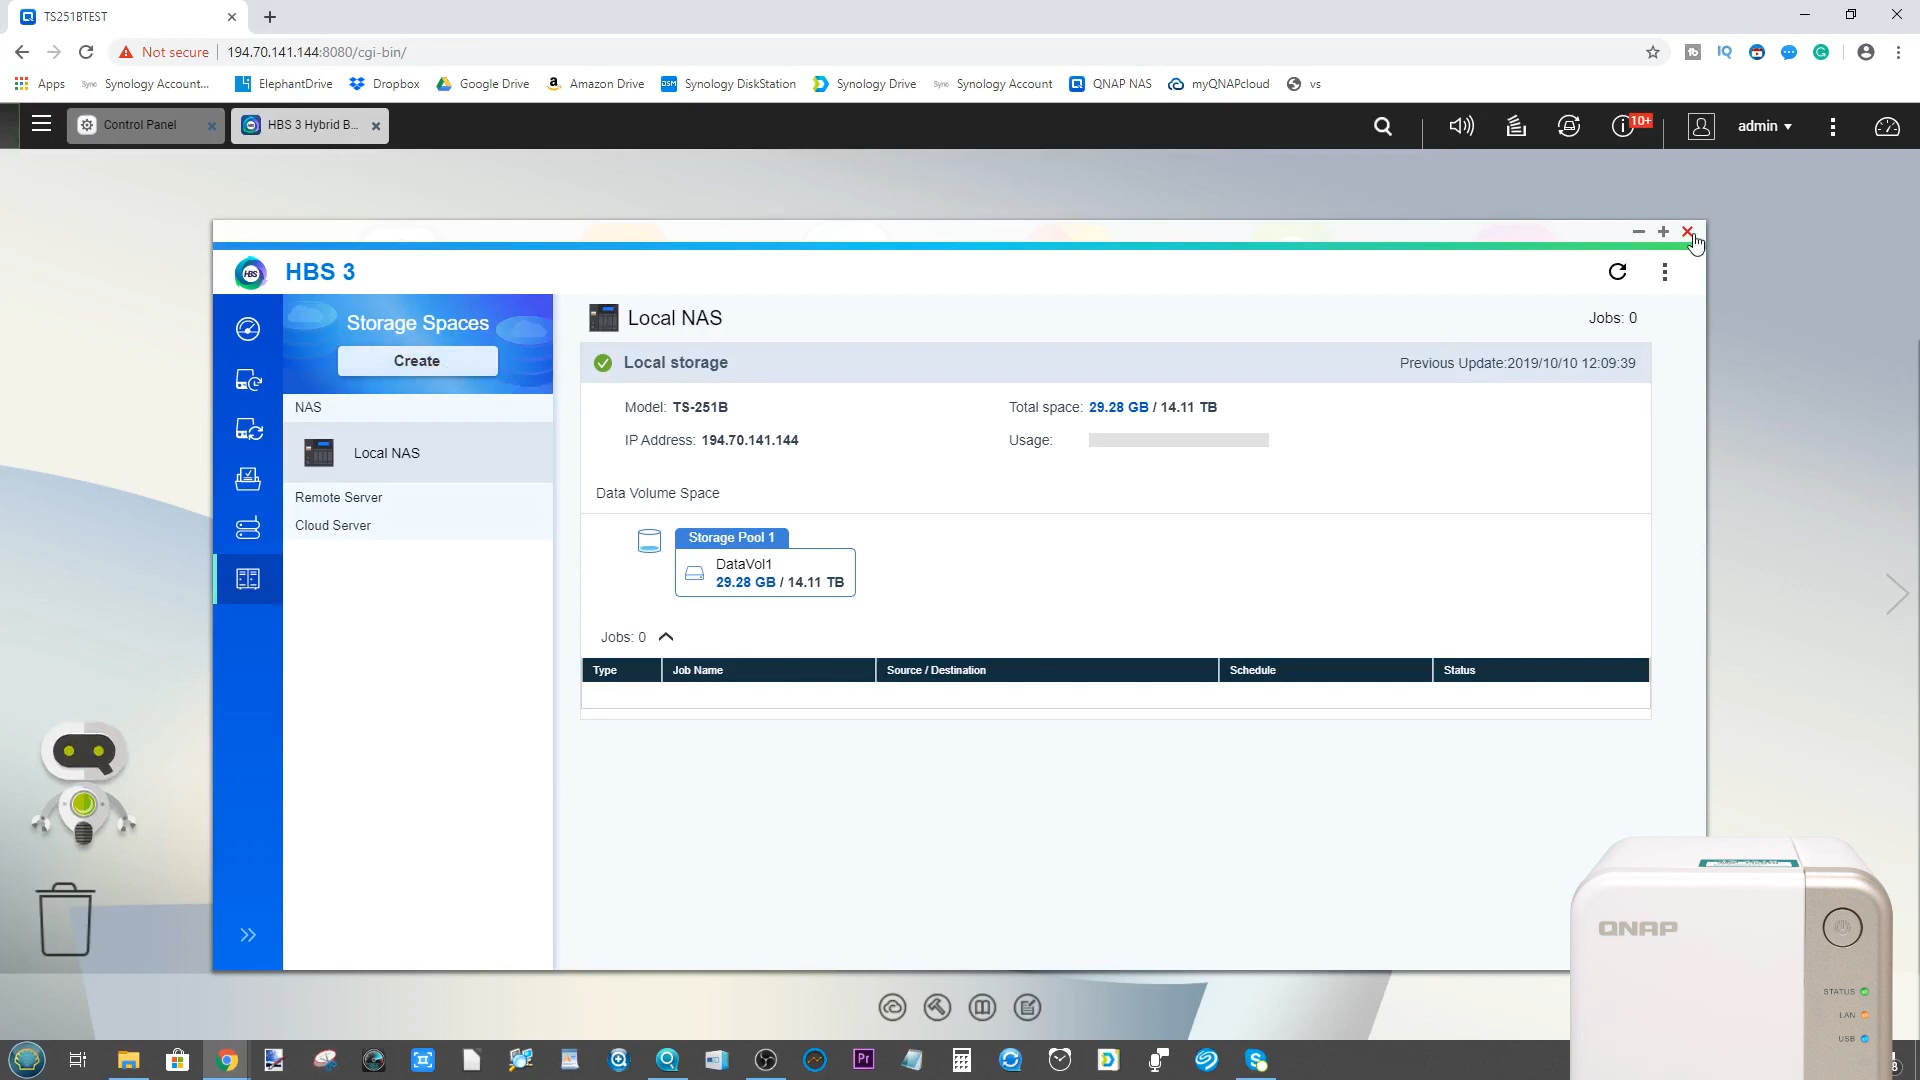 TS251BTEST
Not secure
194.70.141.144:8080/cgi-bin/
Apps
Sync Synology Account...
ElephantDrive
Dropbox
Google Drive
a Amazon Drive
DSM Synology DiskStation
Synology Drive
Sync Synology Account
QNAP NAS
myQNAPcloud
vs
Control Panel
HBS 3 Hybrid B...
10+
admin
HBS
HBS 3
Storage Spaces
Create
NAS
Local NAS
Remote Server
Cloud Server
Local NAS
Jobs: 0
Local storage
Previous Update:2019/10/10 12:09:39
Model: TS-251B
Total space: 29.28 GB / 14.11 TB
IP Address: 194.70.141.144
Usage:
Data Volume Space
Storage Pool 1
DataVol1
29.28 GB / 14.11 TB
Jobs: 0
Type
Job Name
Source / Destination
Schedule
Status
QNAP
STATUS
LAN
USB
Pr